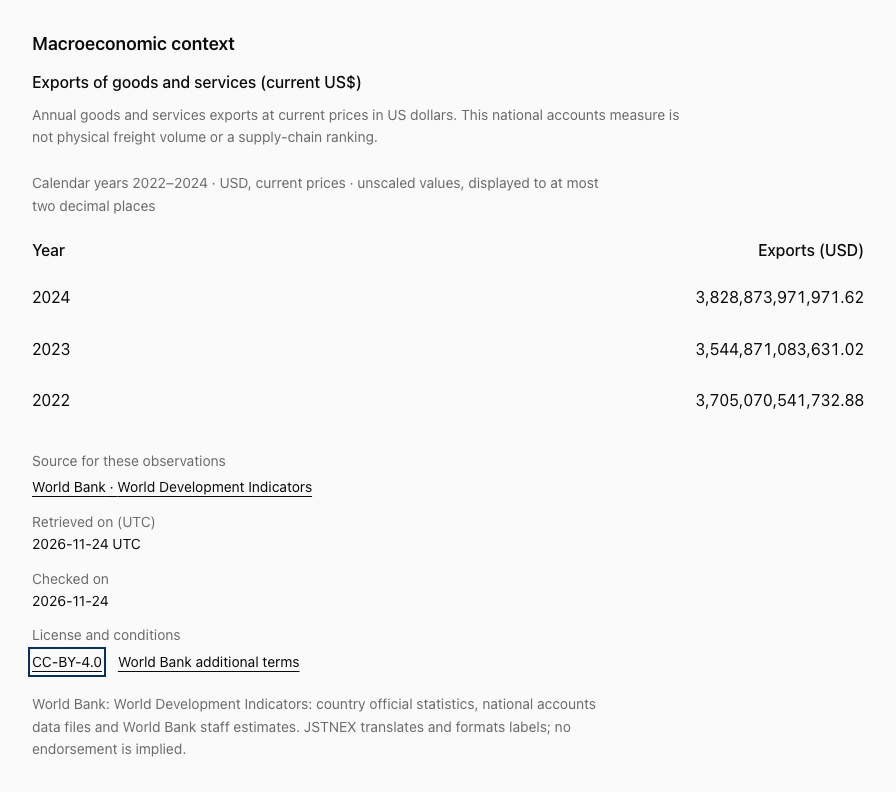 Macroeconomic context
Exports of goods and services (current US$)
Annual goods and services exports at current prices in US dollars. This national accounts measure is
not physical freight volume or a supply-chain ranking.
Calendar years 2022–2024 · USD, current prices · unscaled values, displayed to at most
two decimal places
Year Exports (USD)
2024 3,828,873,971,971.62
2023 3,544,871,083,631.02
2022 3,705,070,541,732.88
Source for these observations
World Bank · World Development Indicators
Retrieved on (UTC)
2026-11-24 UTC
Checked on
2026-11-24
License and conditions
CC-BY-4.0 World Bank additional terms
World Bank: World Development Indicators: country official statistics, national accounts
data files and World Bank staff estimates. JSTNEX translates and formats labels; no
endorsement is implied.